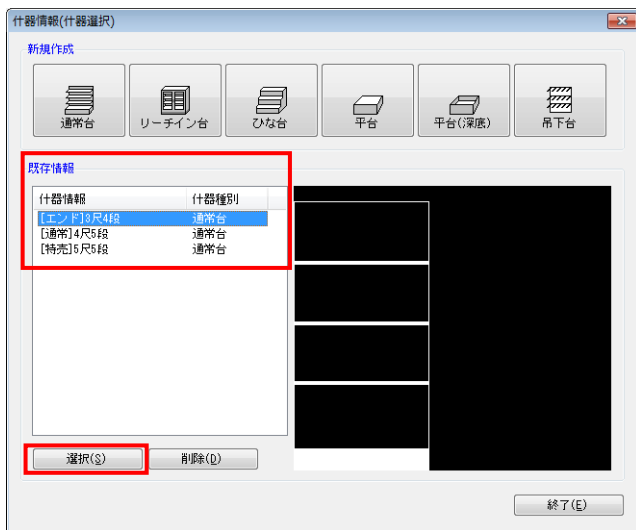 什器情報(什器選択)
新規作成
通常台 リーチイン台 ひな台 平台 平台(深底) 吊下台
既存情報
什器情報 什器種別
[エンド]3尺4段 通常台
[通常]4尺5段 通常台
[特売]5尺5段 通常台
選択(S) 削除(D)
終了(E)